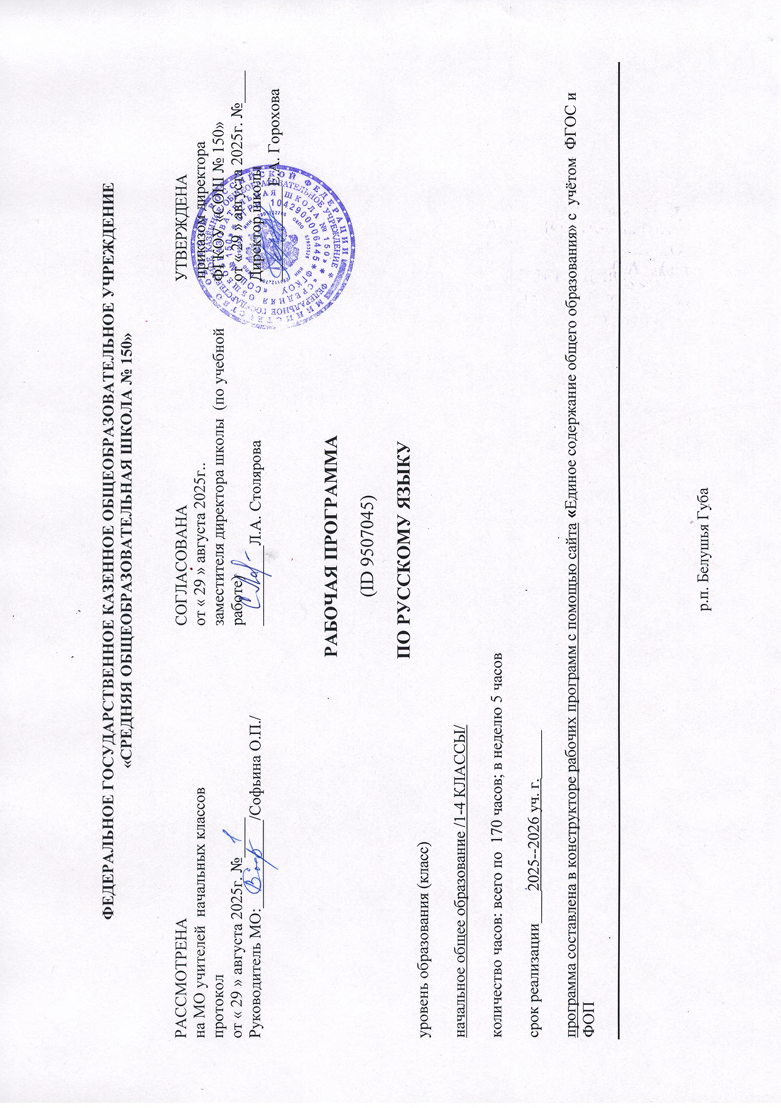 ФЕДЕРАЛЬНОЕ ГОСУДАРСТВЕННОЕ КАЗЕННОЕ ОБЩЕОБРАЗОВАТЕЛЬНОЕ УЧРЕЖДЕНИЕ
«СРЕДНЯЯ ОБЩЕОБРАЗОВАТЕЛЬНАЯ ШКОЛА № 150»
РАССМОТРЕНА
на МО учителей начальных классов
протокол
от « 29 » августа 2025г. № 1
Руководитель МО: /Софьина О.П./
СОГЛАСОВАНА
от « 29 » августа 2025г..
заместителя директора школы (по учебной
работе)
Л.А. Столярова
УТВЕРЖДЕНА
приказом директора
ФГКОУ «СОШ № 150»
от « 29 » августа 2025г. №
Директор школы
Е.А. Горохова
1042900006445
РАБОЧАЯ ПРОГРАММА
(ID 9507045)
ПО РУССКОМУ ЯЗЫКУ
уровень образования (класс)
начальное общее образование /1-4 КЛАССЫ/
количество часов: всего по 170 часов; в неделю 5 часов
срок реализации 2025--2026 уч. г.
программа составлена в конструкторе рабочих программ с помощью сайта «Единое содержание общего образования» с учётом ФГОС и
ФОП
р.п. Белушья Губа